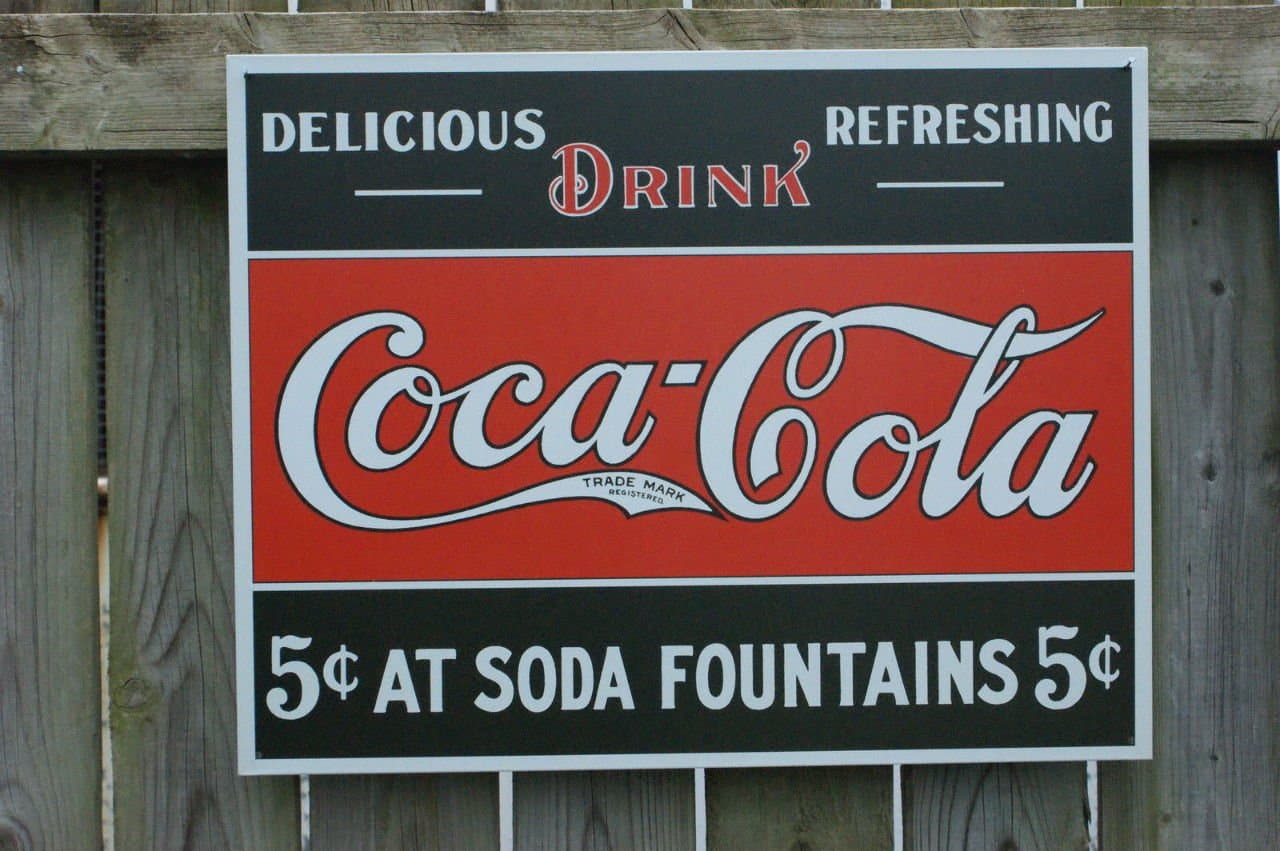 DELICIOUS REFRESHING
DRINK
Coca-Cola
TRADE MARK
REGISTERED
5¢ AT SODA FOUNTAINS 5¢